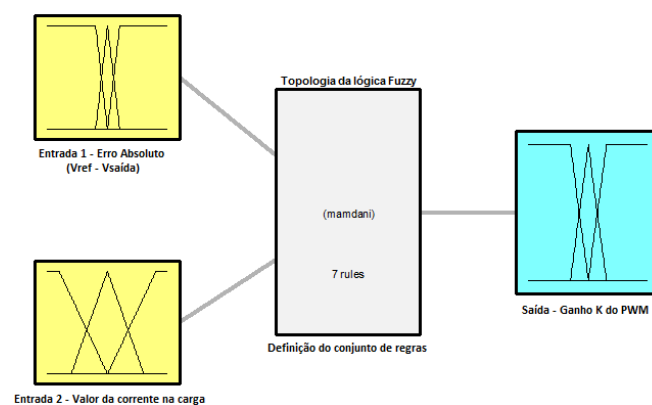 Topologia da lógica Fuzzy
Entrada 1 - Erro Absoluto
(Vref - Vsaída)
(mamdani)
7 rules
Saída - Ganho K do PWM
Definição do conjunto de regras
Entrada 2 - Valor da corrente na carga